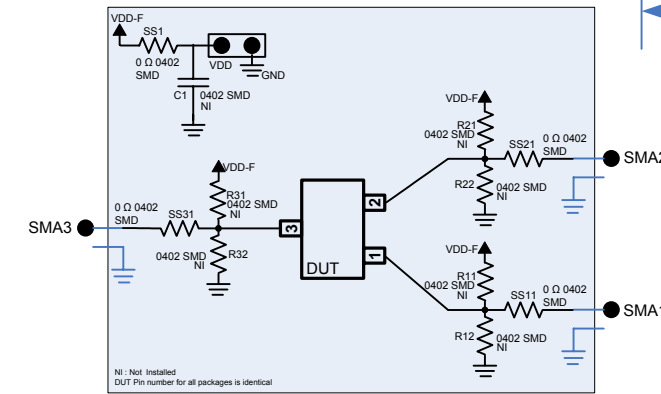 VDD-F
SS1
0 Ω 0402
SMD
VDD
GND
C1
0402 SMD
NI
VDD-F
R21
0402 SMD
NI
SS21
0 Ω 0402
SMD
SMA2
R22
0402 SMD
NI
VDD-F
R31
0402 SMD
NI
0 Ω 0402
SMD
SS31
SMA3
0402 SMD
NI
R32
3
2
1
DUT
VDD-F
R11
0402 SMD
NI
SS11
0 Ω 0402
SMD
SMA1
R12
0402 SMD
NI
NI : Not Installed
DUT Pin number for all packages is identical